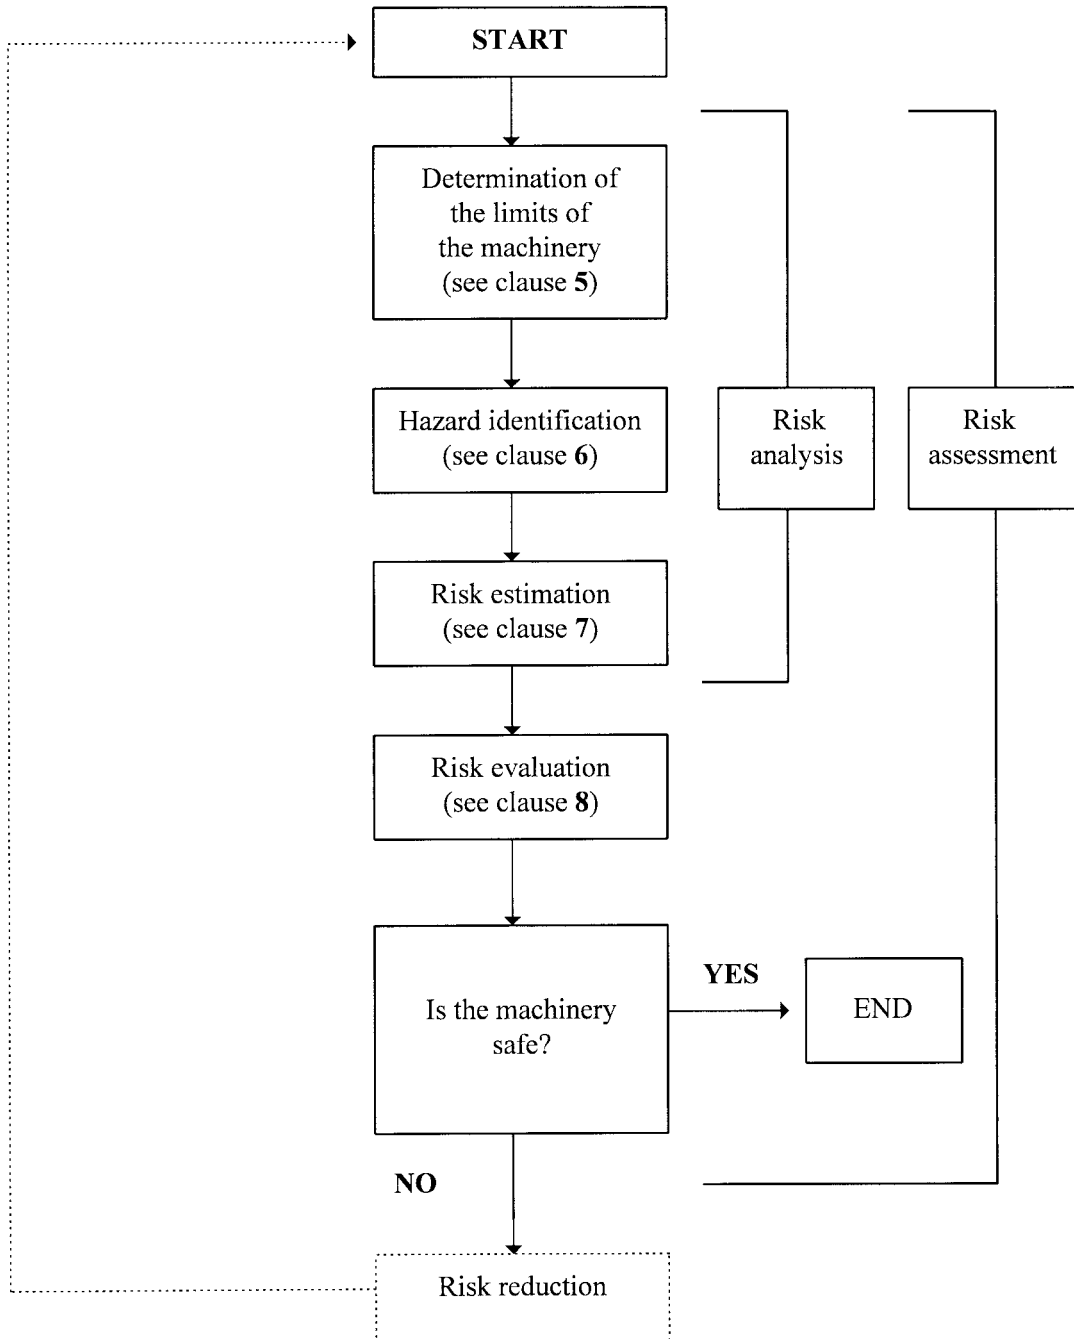 START
Determination of
the limits of
the machinery
(see clause 5)
Hazard identification
(see clause 6)
Risk
analysis
Risk
assessment
Risk estimation
(see clause 7)
Risk evaluation
(see clause 8)
Is the machinery
safe?
YES
END
NO
Risk reduction